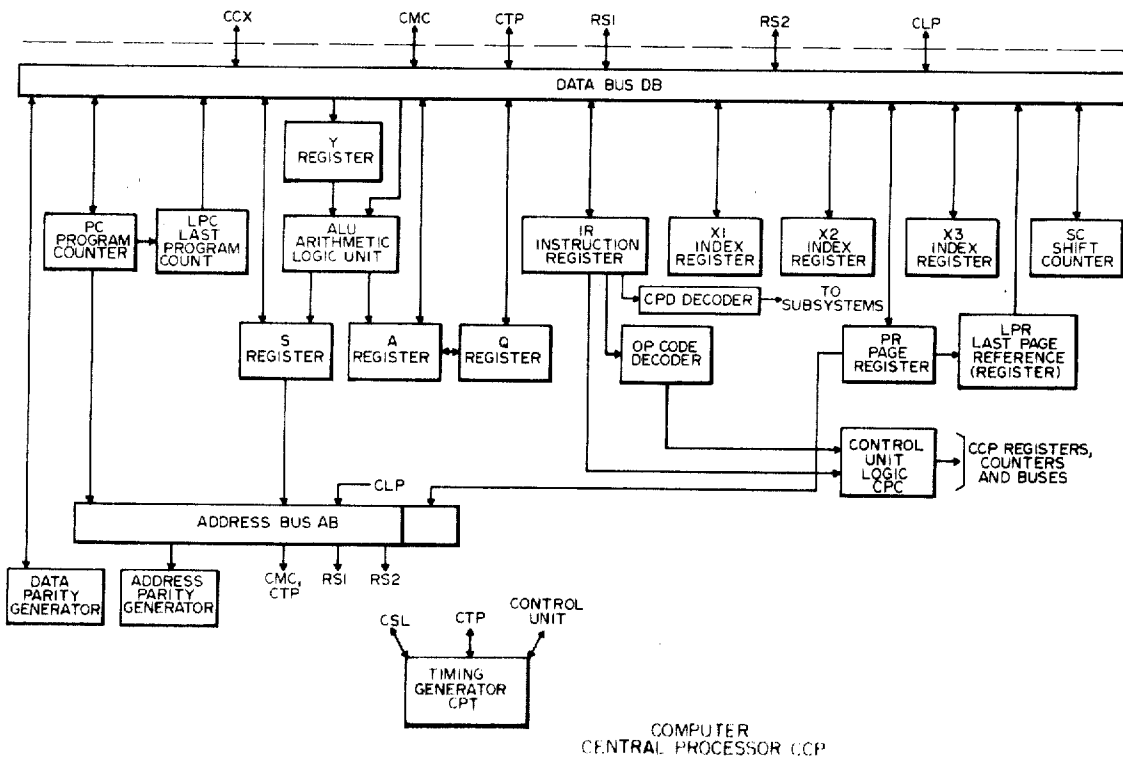 CCX
CMC
CTP
RS1
RS2
CLP
DATA BUS DB
Y
REGISTER
PC
PROGRAM
COUNTER
LPC
LAST
PROGRAM
COUNT
ALU
ARITHMETIC
LOGIC UNIT
IR
INSTRUCTION
REGISTER
X1
INDEX
REGISTER
X2
INDEX
REGISTER
X3
INDEX
REGISTER
SC
SHIFT
COUNTER
CPD DECODER
TO
SUBSYSTEMS
S
REGISTER
A
REGISTER
Q
REGISTER
OP CODE
DECODER
PR
PAGE
REGISTER
LPR
LAST PAGE
REFERENCE
(REGISTER)
CONTROL
UNIT
LOGIC
CPC
CCP REGISTERS,
COUNTERS
AND BUSES
CLP
ADDRESS BUS AB
DATA
PARITY
GENERATOR
ADDRESS
PARITY
GENERATOR
CMC,
CTP
RS1
RS2
CSL
CTP
CONTROL
UNIT
TIMING
GENERATOR
CPT
COMPUTER
CENTRAL PROCESSOR CCP